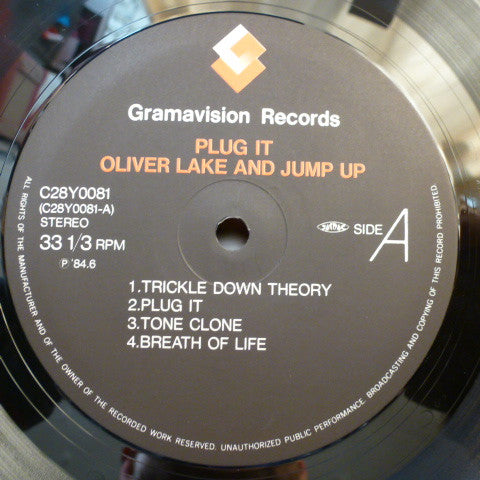 Gramavision Records
PLUG IT
OLIVER LAKE AND JUMP UP
C28Y0081
(C28Y0081-A)
STEREO
33 1/3 RPM
Ⓟ '84.6
SIDE A
1.TRICKLE DOWN THEORY
2.PLUG IT
3.TONE CLONE
4.BREATH OF LIFE
ALL RIGHTS OF THE MANUFACTURER AND OF THE OWNER OF THE RECORDED WORK RESERVED. UNAUTHORIZED PUBLIC PERFORMANCE. BROADCASTING AND COPYING OF THIS RECORD PROHIBITED.